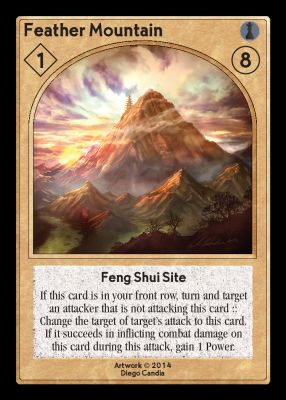 Feather Mountain
1
8
Feng Shui Site
If this card is in your front row, turn and target
an attacker that is not attacking this card ::
Change the target of target's attack to this card.
If it succeeds in inflicting combat damage on
this card during this attack, gain 1 Power.
Artwork © 2014
Diego Candia